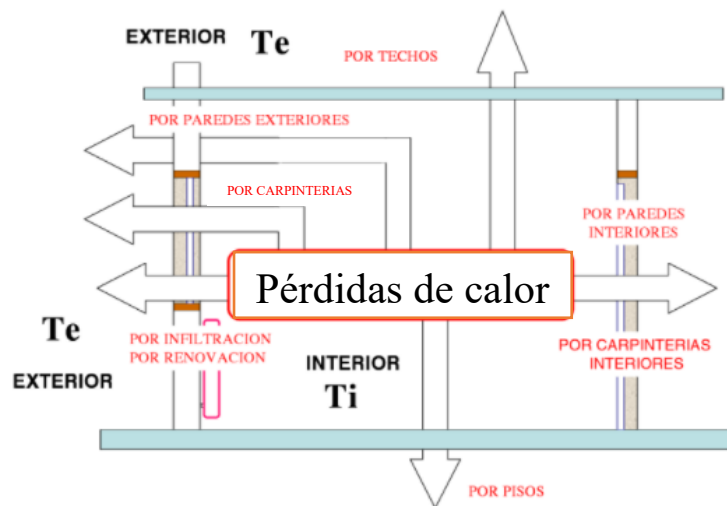 EXTERIOR Te
POR TECHOS
POR PAREDES EXTERIORES
POR CARPINTERIAS
POR PAREDES
INTERIORES
Pérdidas de calor
Te
EXTERIOR
POR INFILTRACION
POR RENOVACION
INTERIOR
Ti
POR CARPINTERIAS
INTERIORES
POR PISOS